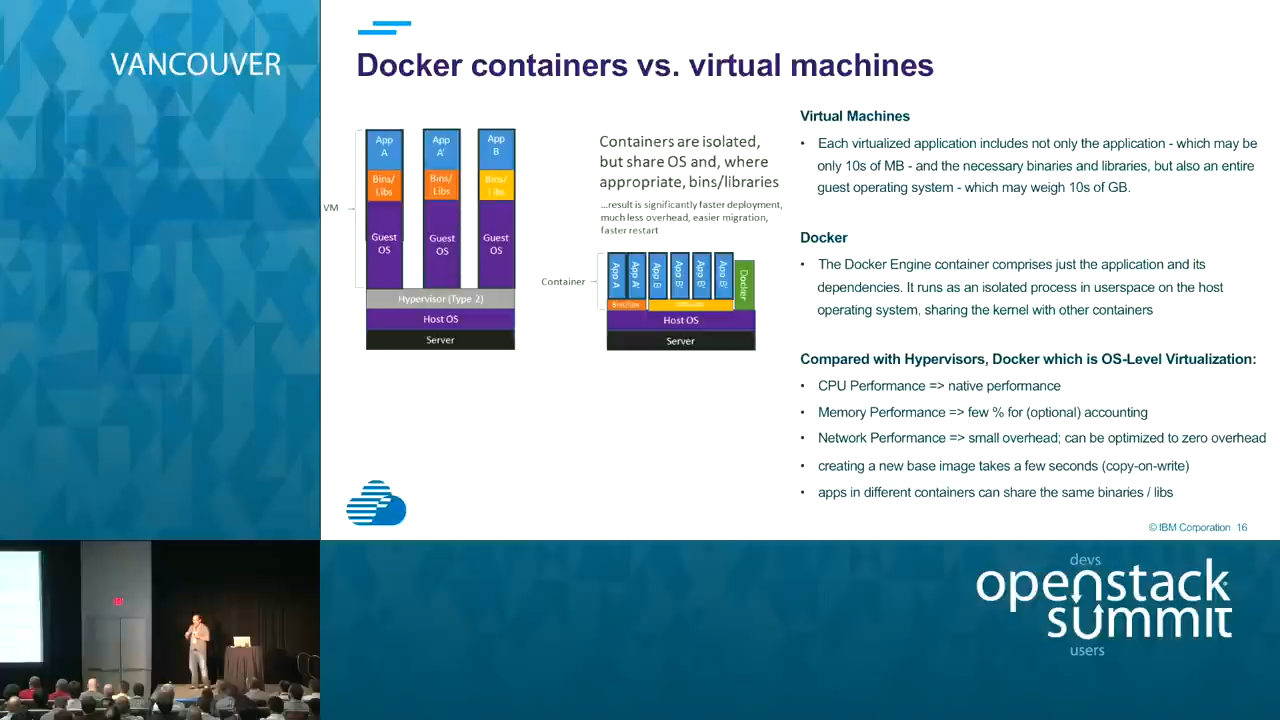 VANCOUVER
Docker containers vs. virtual machines
App
A
App
A'
App
B
Bins/
Libs
Bins/
Libs
Bins/
Libs
VM
Guest
OS
Guest
OS
Guest
OS
Hypervisor (Type 2)
Host OS
Server
Containers are isolated,
but share OS and, where
appropriate, bins/libraries
...result is significantly faster deployment,
much less overhead, easier migration,
faster restart
Container
App A
App A'
App B
App B'
App B'
App B'
Docker
Host OS
Server
Virtual Machines
• Each virtualized application includes not only the application - which may be
only 10s of MB - and the necessary binaries and libraries, but also an entire
guest operating system - which may weigh 10s of GB.
Docker
• The Docker Engine container comprises just the application and its
dependencies. It runs as an isolated process in userspace on the host
operating system, sharing the kernel with other containers
Compared with Hypervisors, Docker which is OS-Level Virtualization:
• CPU Performance => native performance
• Memory Performance => few % for (optional) accounting
• Network Performance => small overhead; can be optimized to zero overhead
• creating a new base image takes a few seconds (copy-on-write)
• apps in different containers can share the same binaries / libs
© IBM Corporation 16
devs
openstack
summit
users